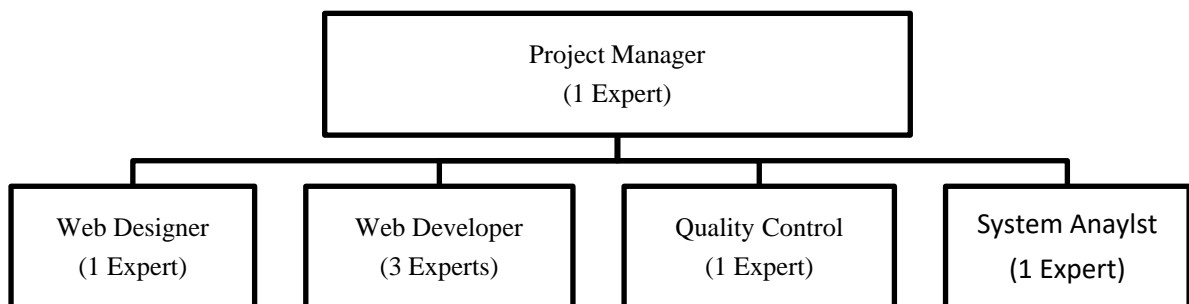 Project Manager
(1 Expert)
Web Designer
(1 Expert)
Web Developer
(3 Experts)
Quality Control
(1 Expert)
System Anaylst
(1 Expert)